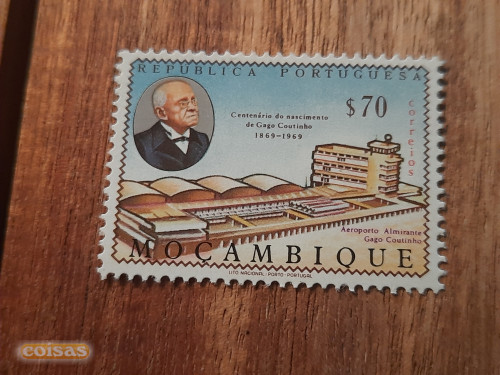 REPÚBLICA PORTUGUESA
Centenário do nascimento
de Gago Coutinho
1869-1969
$70
correios
Aeroporto Almirante
Gago Coutinho
MOÇAMBIQUE
LITO NACIONAL-PORTO-PORTUGAL
coisas